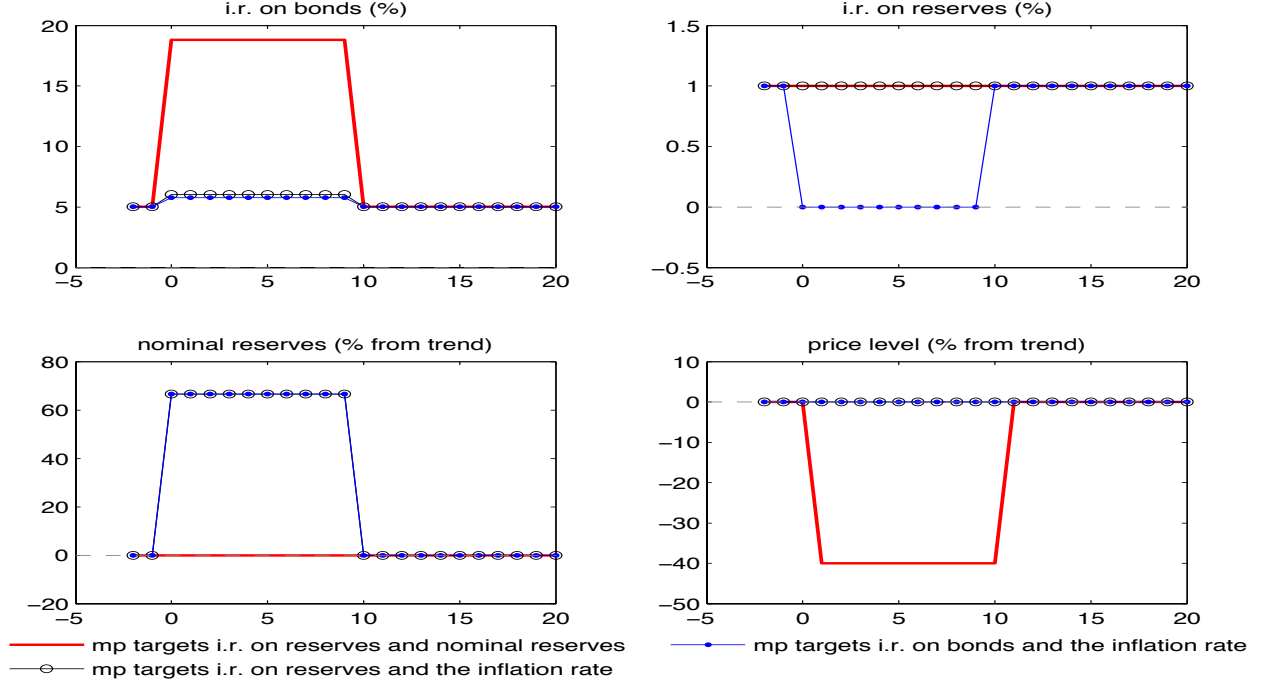 i.r. on bonds (%)
20
15
10
5
0
−5 0 5 10 15 20
i.r. on reserves (%)
1.5
1
0.5
0
−0.5
−5 0 5 10 15 20
nominal reserves (% from trend)
80
60
40
20
0
−20
−5 0 5 10 15 20
price level (% from trend)
10
0
−10
−20
−30
−40
−50
−5 0 5 10 15 20
mp targets i.r. on reserves and nominal reserves
mp targets i.r. on reserves and the inflation rate
mp targets i.r. on bonds and the inflation rate